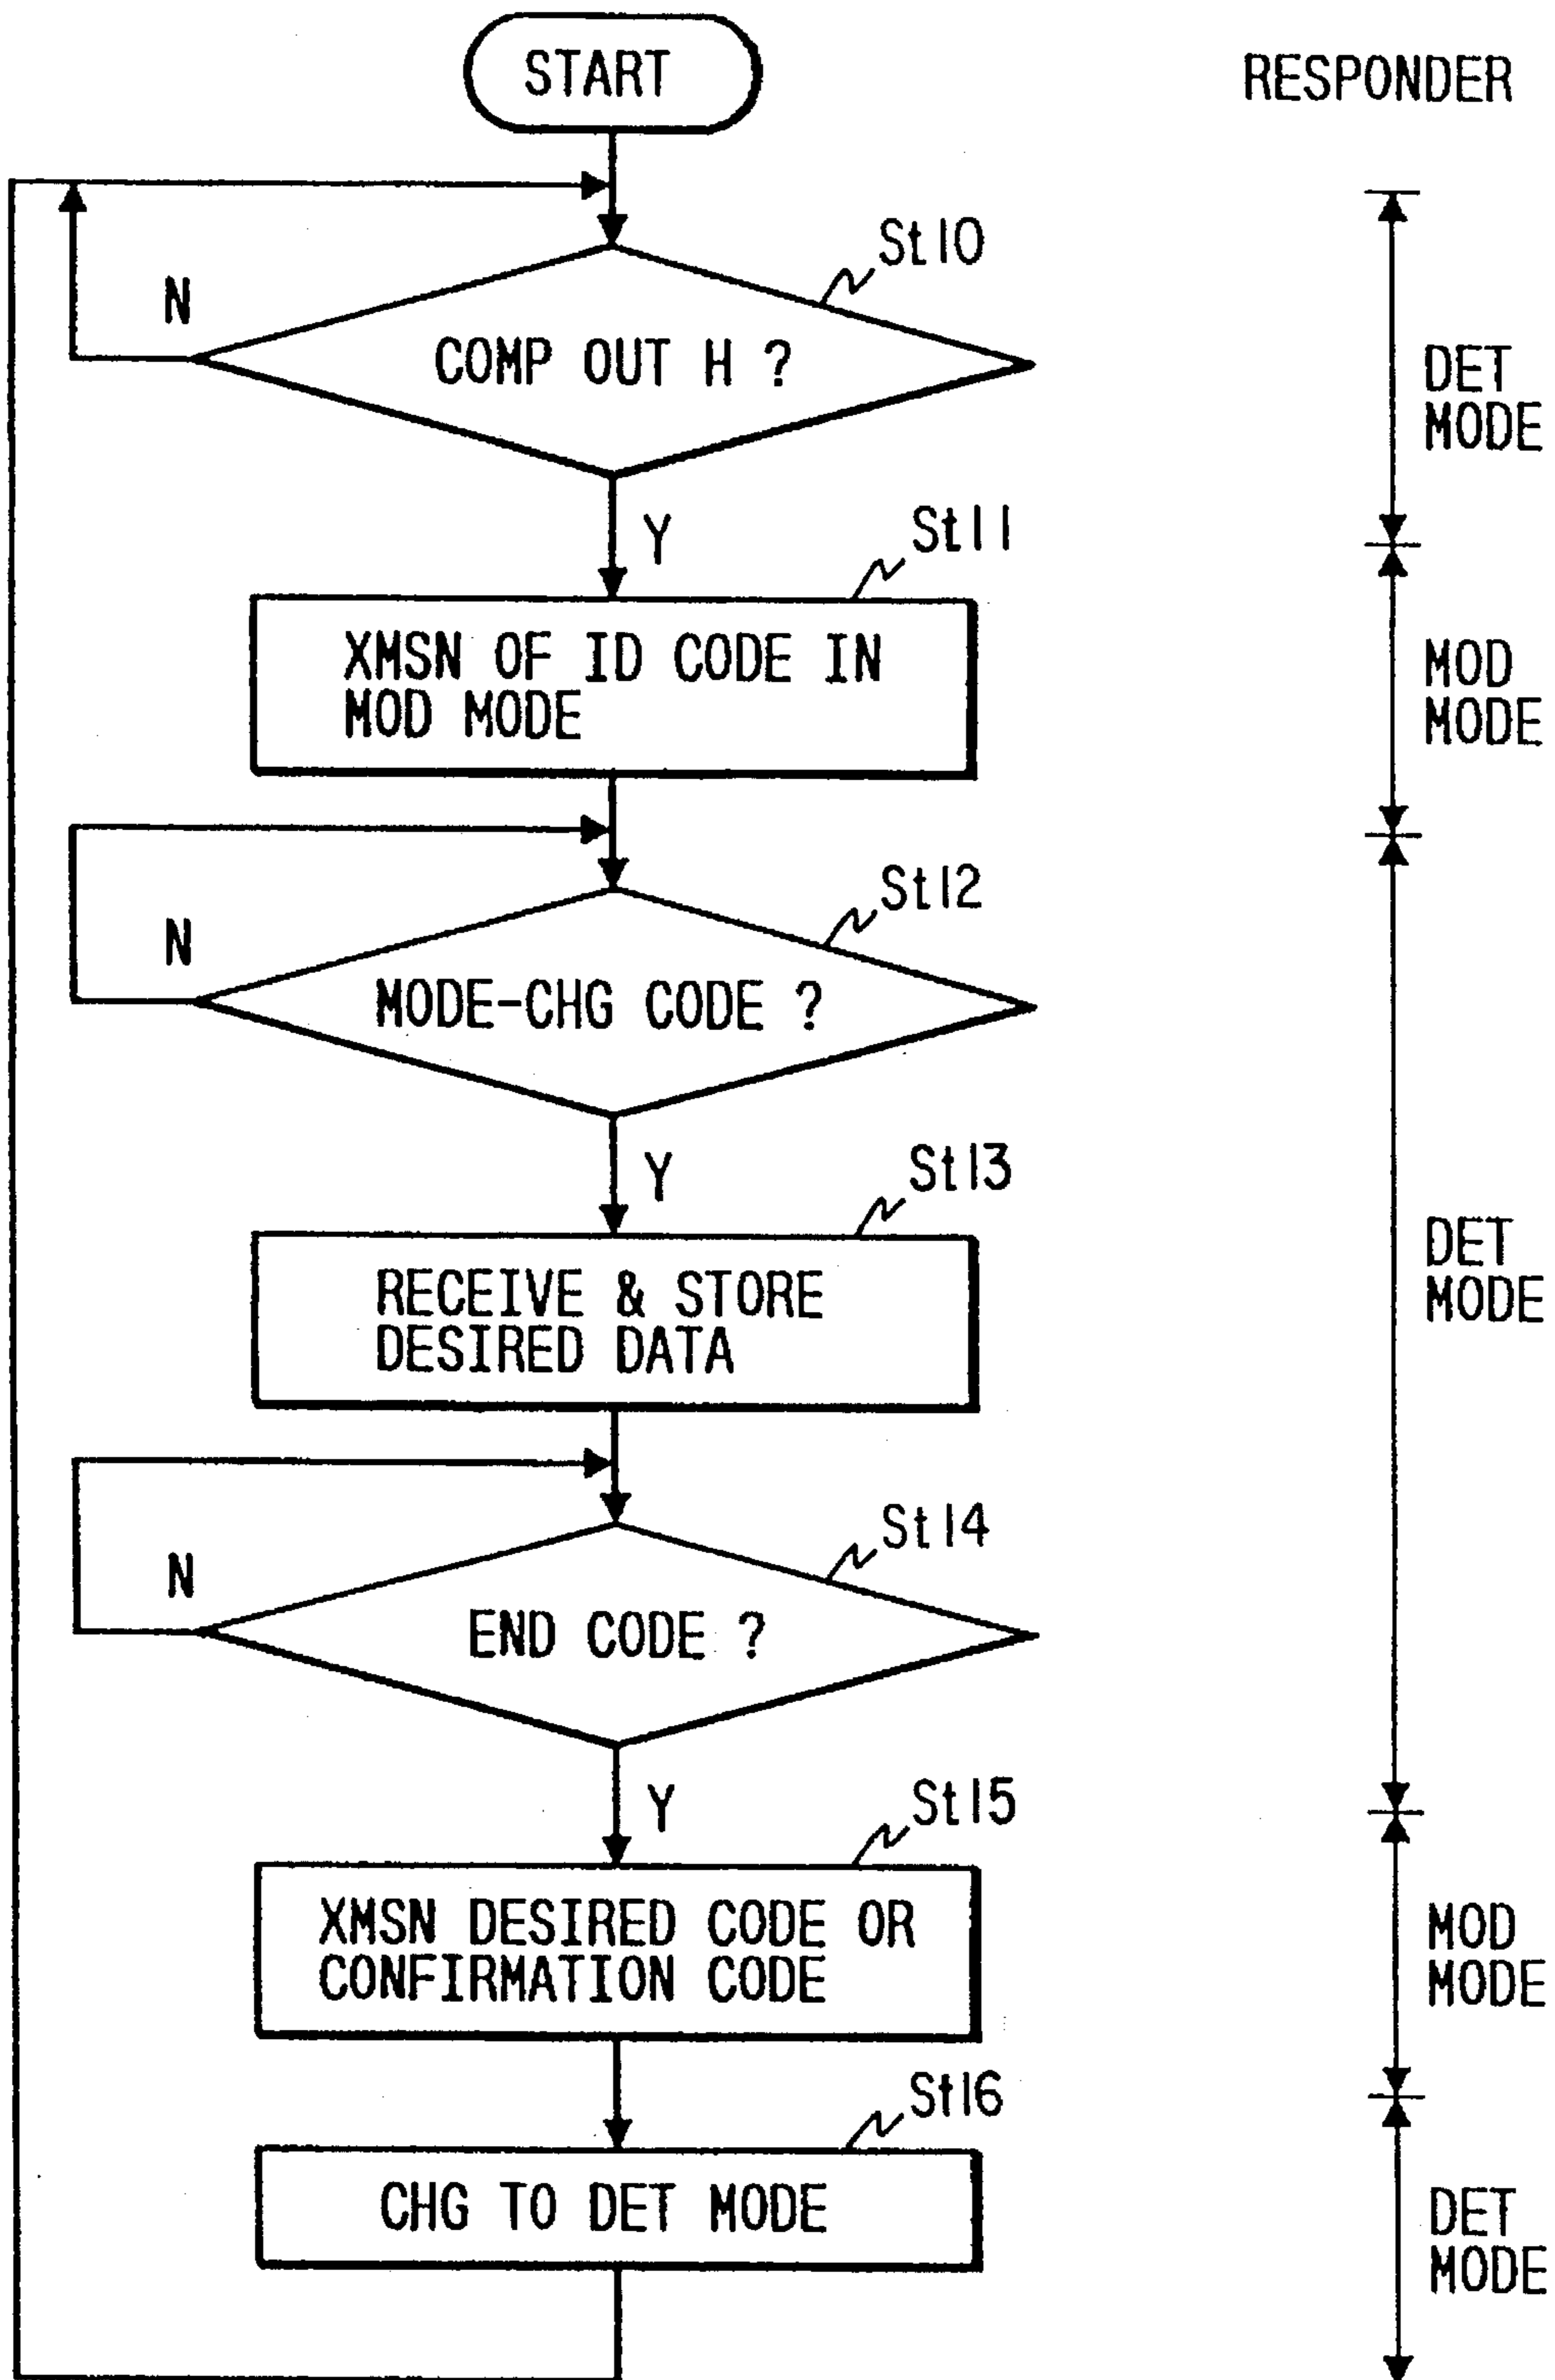 START
RESPONDER
St10
N
COMP OUT H ?
DET
MODE
Y
St11
XMSN OF ID CODE IN
MOD MODE
MOD
MODE
St12
N
MODE-CHG CODE ?
Y
St13
RECEIVE & STORE
DESIRED DATA
DET
MODE
St14
N
END CODE ?
Y
St15
XMSN DESIRED CODE OR
CONFIRMATION CODE
MOD
MODE
St16
CHG TO DET MODE
DET
MODE